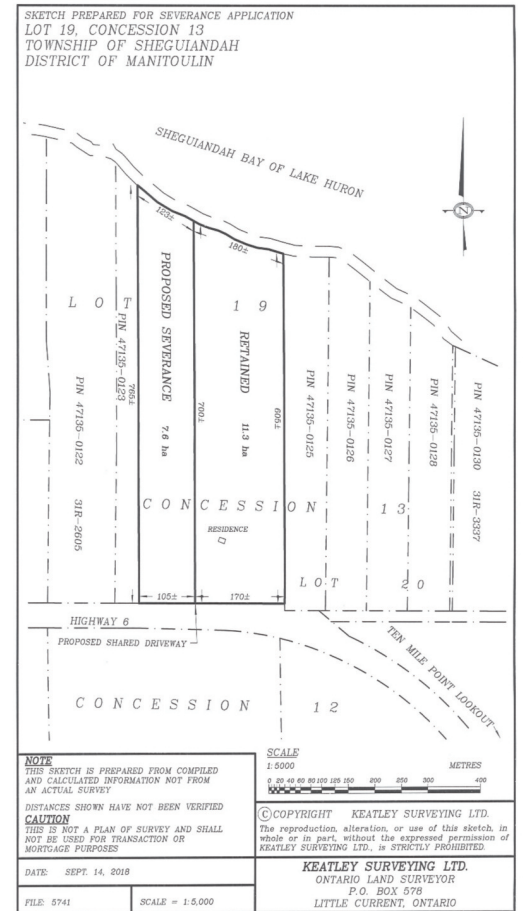 SKETCH PREPARED FOR SEVERANCE APPLICATION
LOT 19, CONCESSION 13
TOWNSHIP OF SHEGUIANDAH
DISTRICT OF MANITOULIN
SHEGUIANDAH BAY OF LAKE HURON
N
123±
180±
LOT
19
PIN 47135-0122
31R-2605
PIN 47135-0123
765±
PROPOSED SEVERANCE
7.6 ha
700±
RETAINED
11.3 ha
605±
PIN 47135-0125
PIN 47135-0126
PIN 47135-0127
PIN 47135-0128
PIN 47135-0130
31R-3337
CONCESSION 13
RESIDENCE
LOT 20
105±
170±
HIGHWAY 6
PROPOSED SHARED DRIVEWAY
TEN MILE POINT LOOKOUT
CONCESSION 12
NOTE
THIS SKETCH IS PREPARED FROM COMPILED
AND CALCULATED INFORMATION NOT FROM
AN ACTUAL SURVEY
DISTANCES SHOWN HAVE NOT BEEN VERIFIED
CAUTION
THIS IS NOT A PLAN OF SURVEY AND SHALL
NOT BE USED FOR TRANSACTION OR
MORTGAGE PURPOSES
DATE: SEPT. 14, 2018
FILE: 5741
SCALE = 1:5,000
SCALE
1:5000
METRES
0 20 40 60 80 100 125 150 200 250 300 400
© COPYRIGHT KEATLEY SURVEYING LTD.
The reproduction, alteration, or use of this sketch, in
whole or in part, without the expressed permission of
KEATLEY SURVEYING LTD., is STRICTLY PROHIBITED.
KEATLEY SURVEYING LTD.
ONTARIO LAND SURVEYOR
P.O. BOX 578
LITTLE CURRENT, ONTARIO